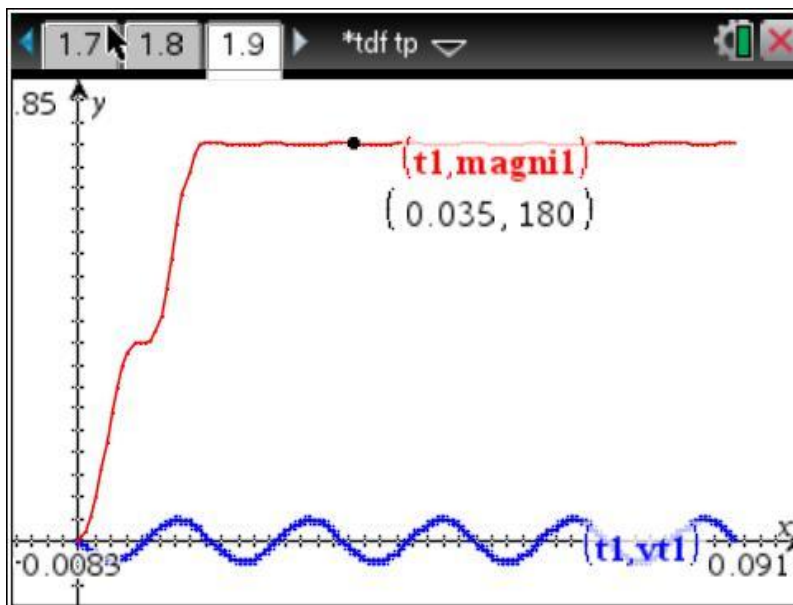 1.7 1.8 1.9 *tdf tp
.85 y
(t1,magni1)
(0.035, 180)
x
-0.0083 (t1,vt1) 0.091